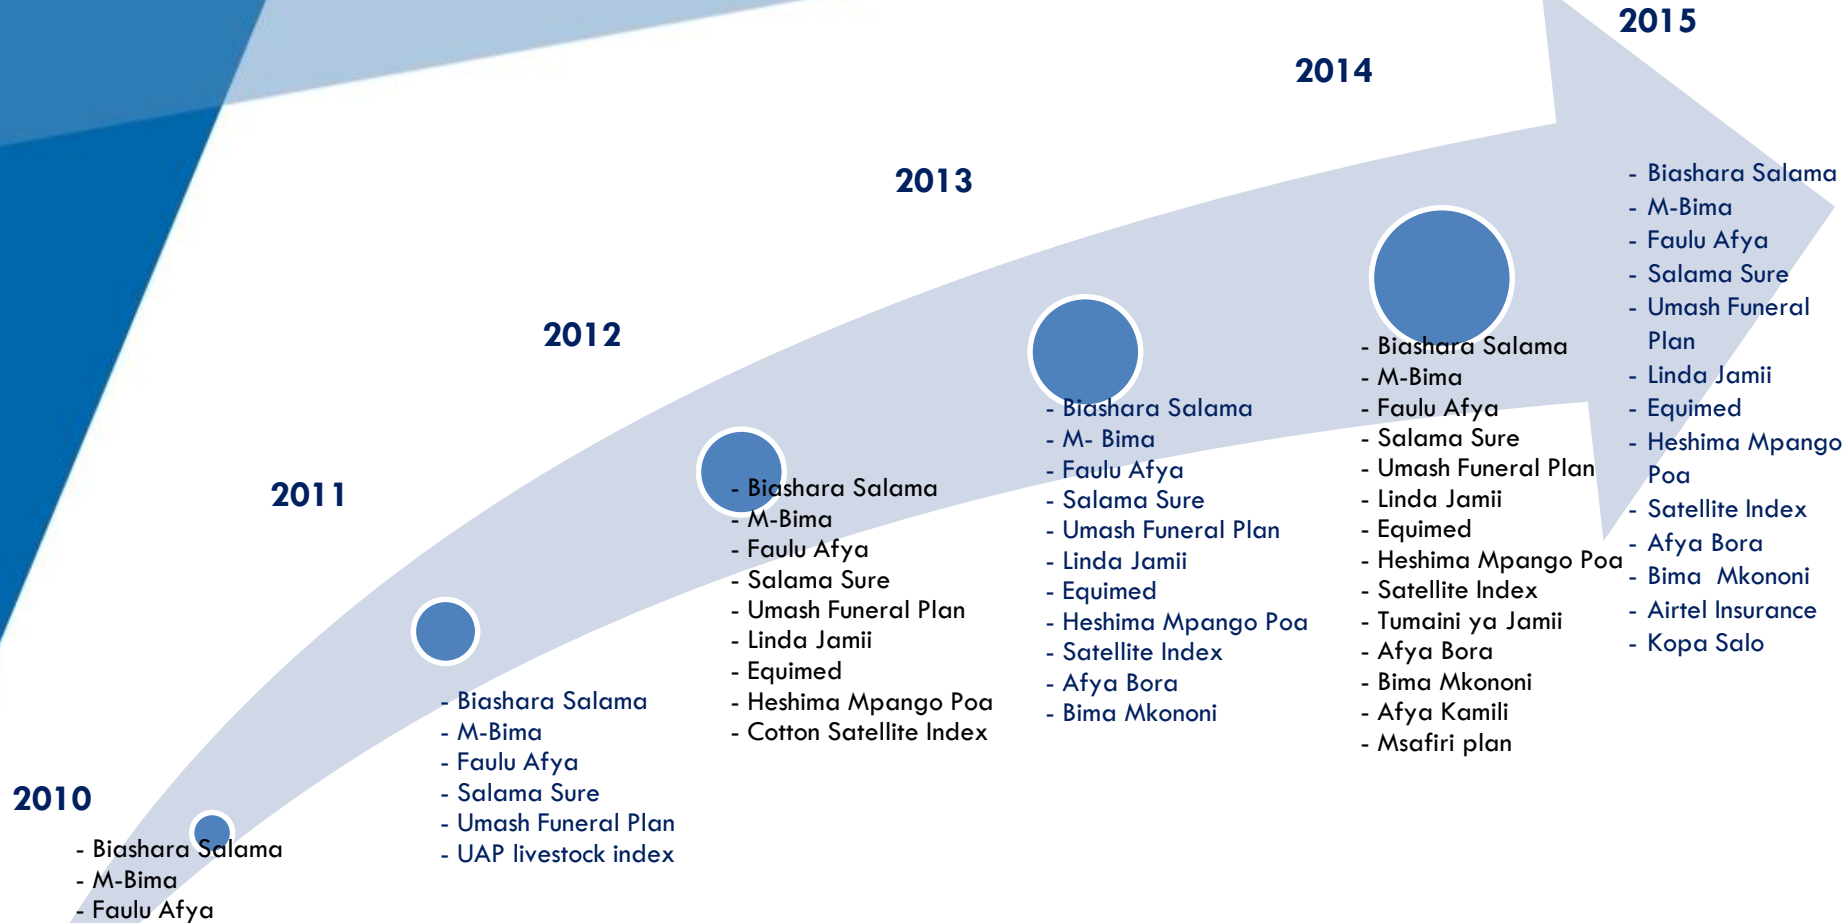 2010
- Biashara Salama
- M-Bima
- Faulu Afya
2011
- Biashara Salama
- M-Bima
- Faulu Afya
- Salama Sure
- Umash Funeral Plan
- UAP livestock index
2012
- Biashara Salama
- M-Bima
- Faulu Afya
- Salama Sure
- Umash Funeral Plan
- Linda Jamii
- Equimed
- Heshima Mpango Poa
- Cotton Satellite Index
2013
- Biashara Salama
- M- Bima
- Faulu Afya
- Salama Sure
- Umash Funeral Plan
- Linda Jamii
- Equimed
- Heshima Mpango Poa
- Satellite Index
- Afya Bora
- Bima Mkononi
2014
- Biashara Salama
- M-Bima
- Faulu Afya
- Salama Sure
- Umash Funeral Plan
- Linda Jamii
- Equimed
- Heshima Mpango Poa
- Satellite Index
- Tumaini ya Jamii
- Afya Bora
- Bima Mkononi
- Afya Kamili
- Msafiri plan
2015
- Biashara Salama
- M-Bima
- Faulu Afya
- Salama Sure
- Umash Funeral
Plan
- Linda Jamii
- Equimed
- Heshima Mpango
Poa
- Satellite Index
- Afya Bora
- Bima  Mkononi
- Airtel Insurance
- Kopa Salo